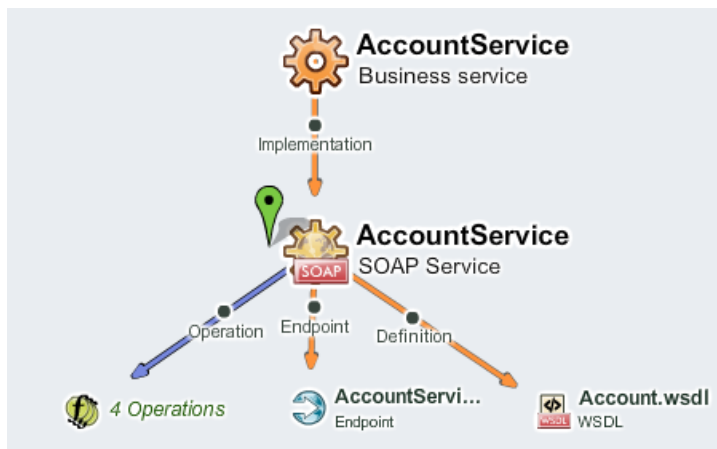 AccountService
Business service
Implementation
AccountService
SOAP
SOAP Service
Operation
Endpoint
Definition
f
4 Operations
AccountServi...
Endpoint
</>
WSDL
Account.wsdl
WSDL